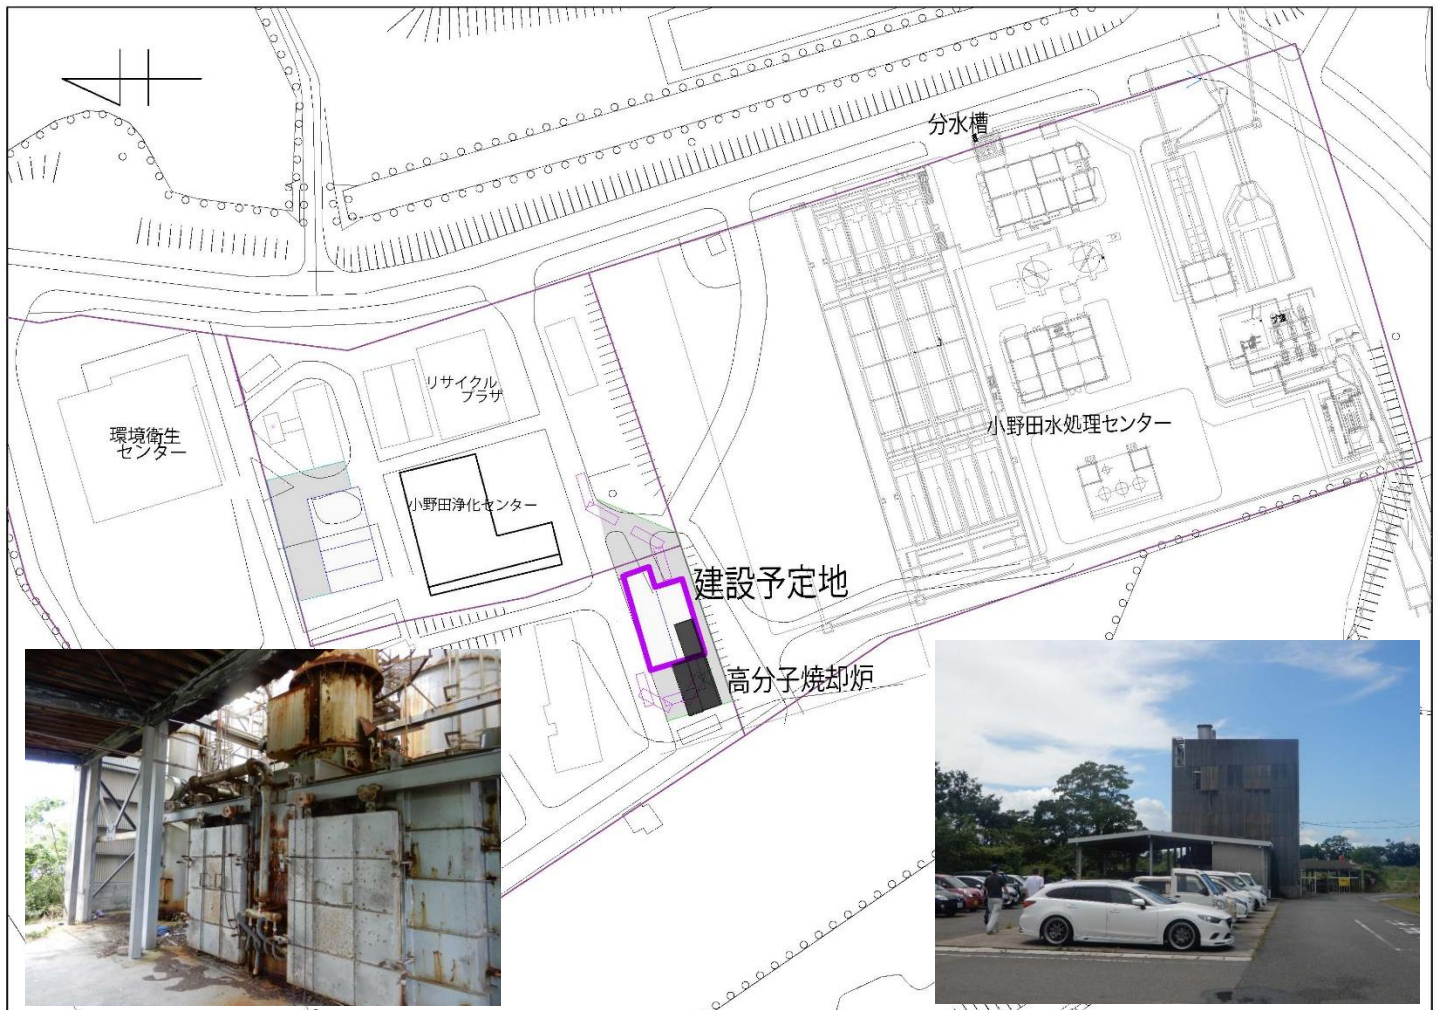 分水槽
リサイクル
プラザ
環境衛生
センター
小野田水処理センター
小野田浄化センター
建設予定地
高分子焼却炉